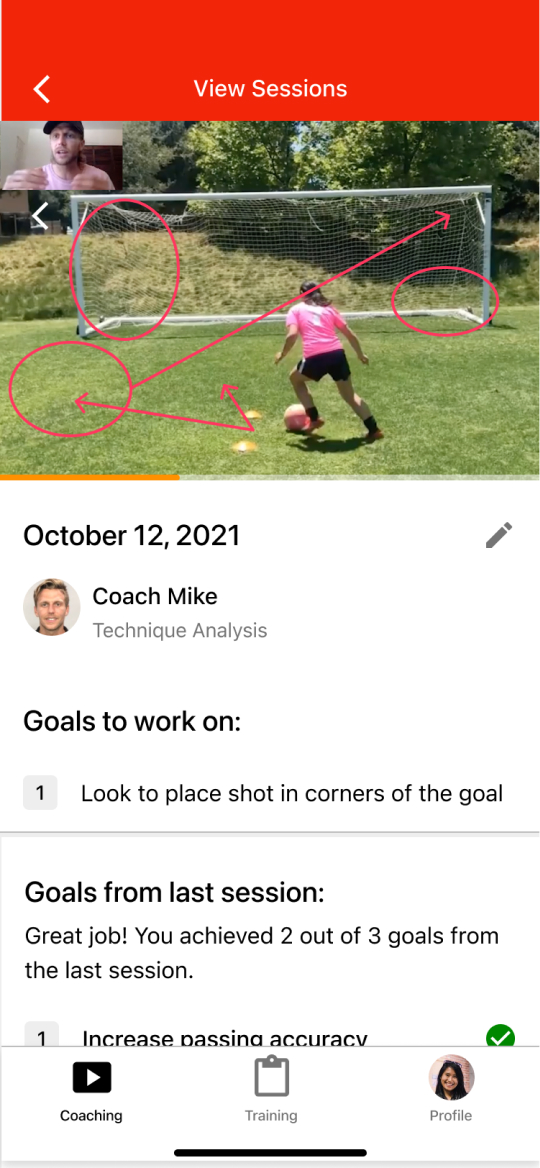 View Sessions
October 12, 2021
Coach Mike
Technique Analysis
Goals to work on:
1 Look to place shot in corners of the goal
Goals from last session:
Great job! You achieved 2 out of 3 goals from
the last session.
1 Increase passing accuracy
Coaching Training Profile